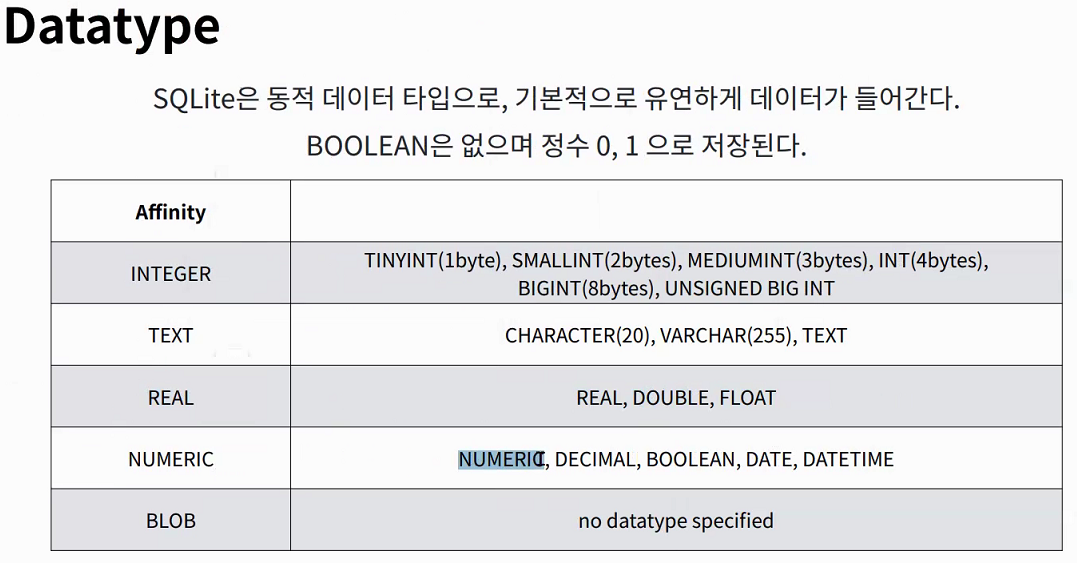 Datatype
SQLite은 동적 데이터 타입으로, 기본적으로 유연하게 데이터가 들어간다.
BOOLEAN은 없으며 정수 0, 1 으로 저장된다.
Affinity
INTEGER
TINYINT(1byte), SMALLINT(2bytes), MEDIUMINT(3bytes), INT(4bytes),
BIGINT(8bytes), UNSIGNED BIG INT
TEXT
CHARACTER(20), VARCHAR(255), TEXT
REAL
REAL, DOUBLE, FLOAT
NUMERIC
NUMERIC, DECIMAL, BOOLEAN, DATE, DATETIME
BLOB
no datatype specified